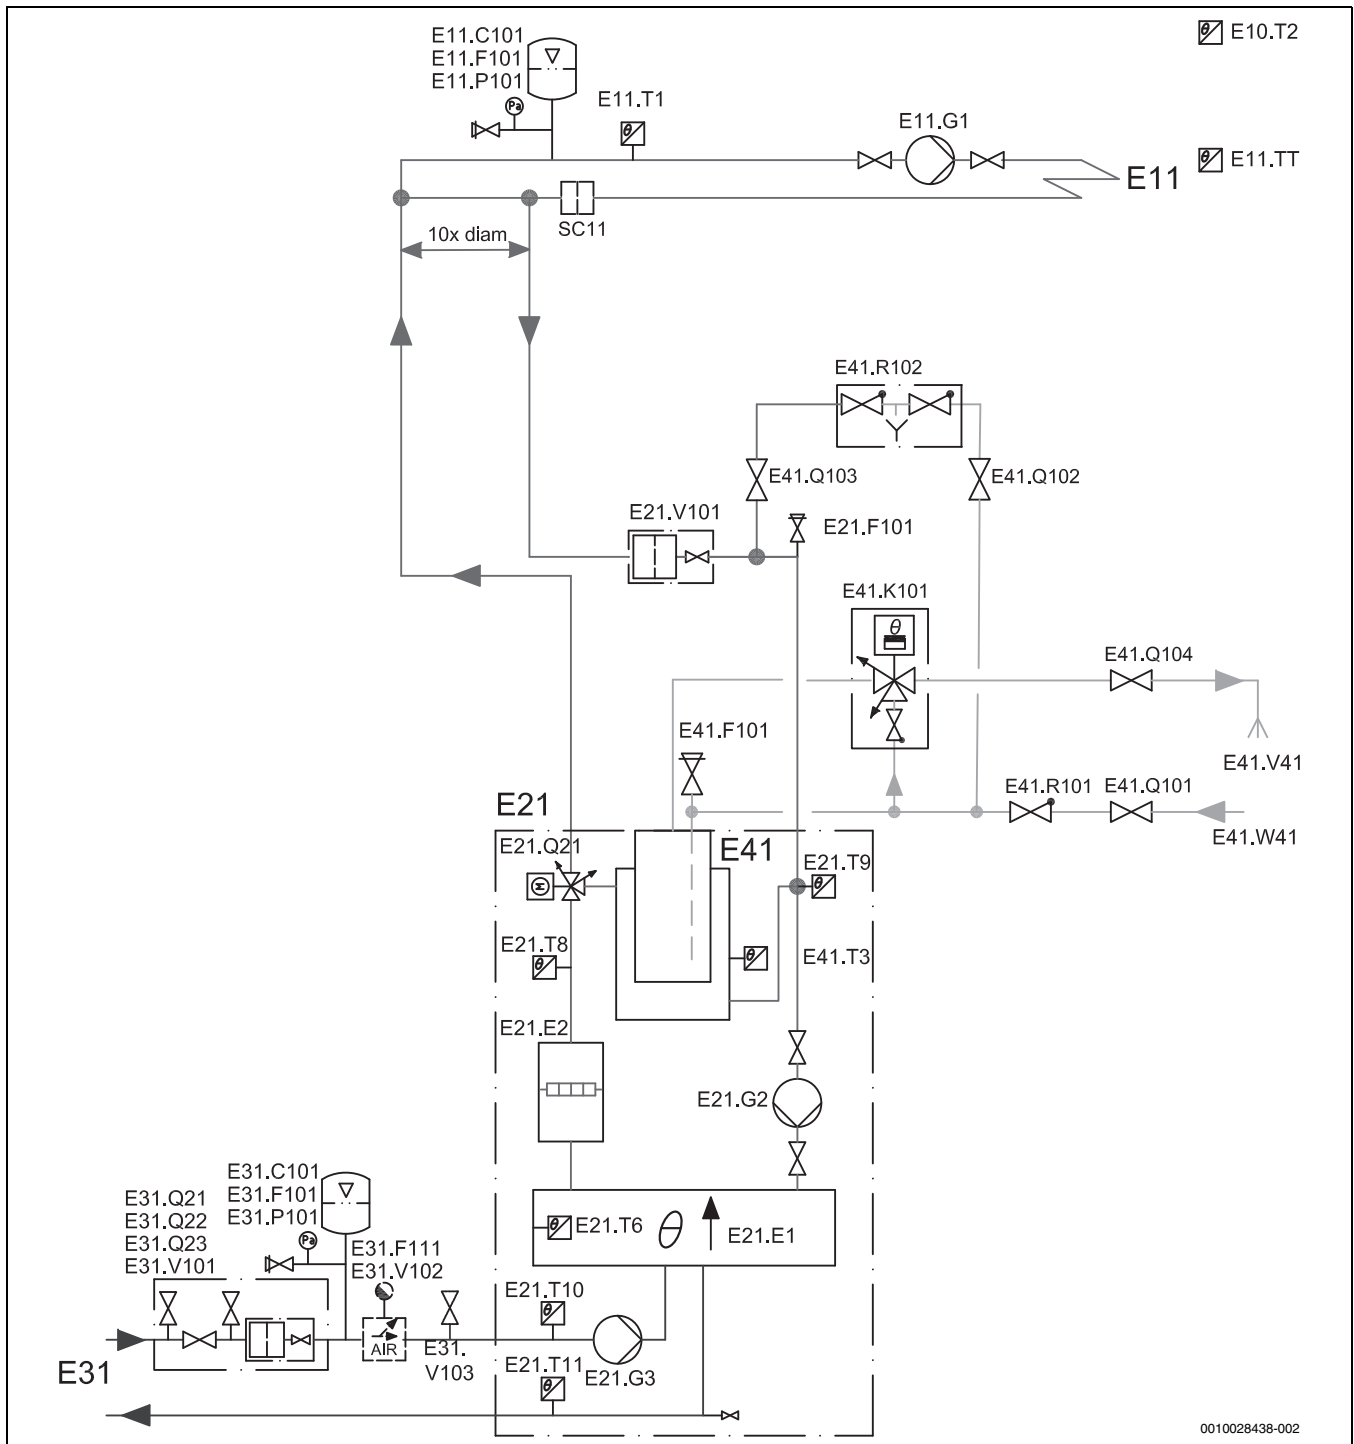 E11.C101
E11.F101
E11.P101
Pa
E11.T1
θ
E11.G1
θ E10.T2
θ E11.TT
E11
SC11
10x diam
E41.R102
E41.Q103
E41.Q102
E21.V101
E21.F101
E41.K101
θ
E41.Q104
E41.F101
E41.V41
E41.R101
E41.Q101
E41.W41
E21
E21.Q21
M
E41
E21.T9
θ
E21.T8
θ
θ
E41.T3
E21.E2
E21.G2
E31.C101
E31.F101
E31.P101
Pa
E31.Q21
E31.Q22
E31.Q23
E31.V101
E31.F111
E31.V102
θ E21.T6
θ
E21.E1
E21.T10
θ
AIR
E31.
V103
E31
E21.T11
θ
E21.G3
0010028438-002